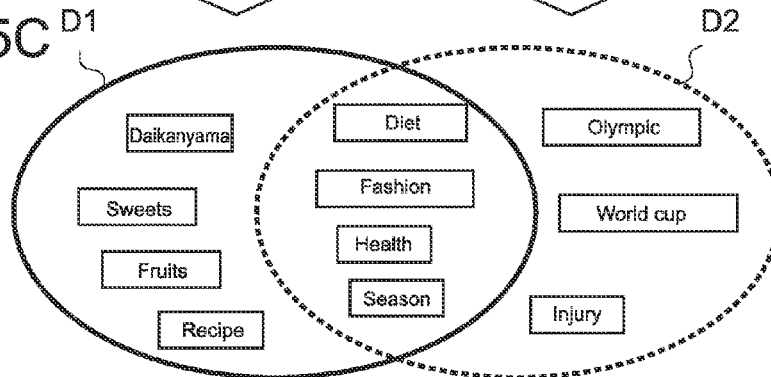 5C
D1
D2
Daikanyama
Diet
Olympic
Sweets
Fashion
World cup
Fruits
Health
Recipe
Season
Injury